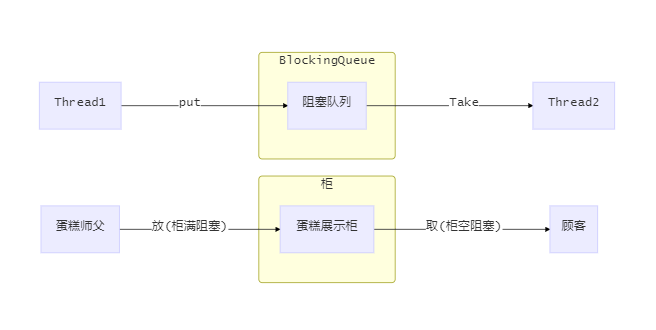 BlockingQueue
Thread1
put
阻塞队列
Take
Thread2
柜
蛋糕师父
放(柜满阻塞)
蛋糕展示柜
取(柜空阻塞)
顾客